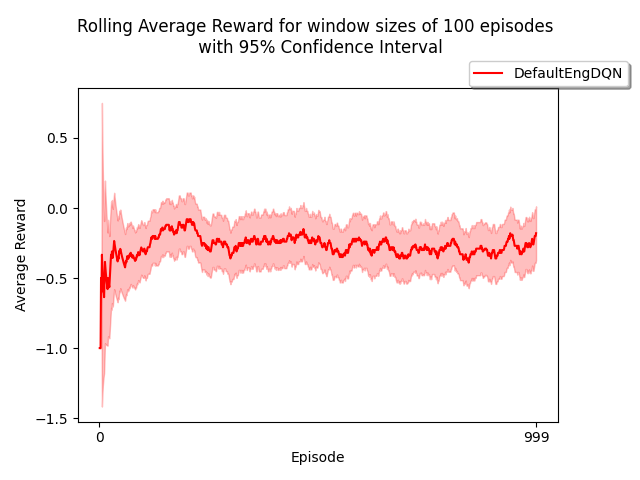 Rolling Average Reward for window sizes of 100 episodes
with 95% Confidence Interval
DefaultEngDQN
0.5
0.0
−0.5
−1.0
−1.5
Average Reward
0
999
Episode